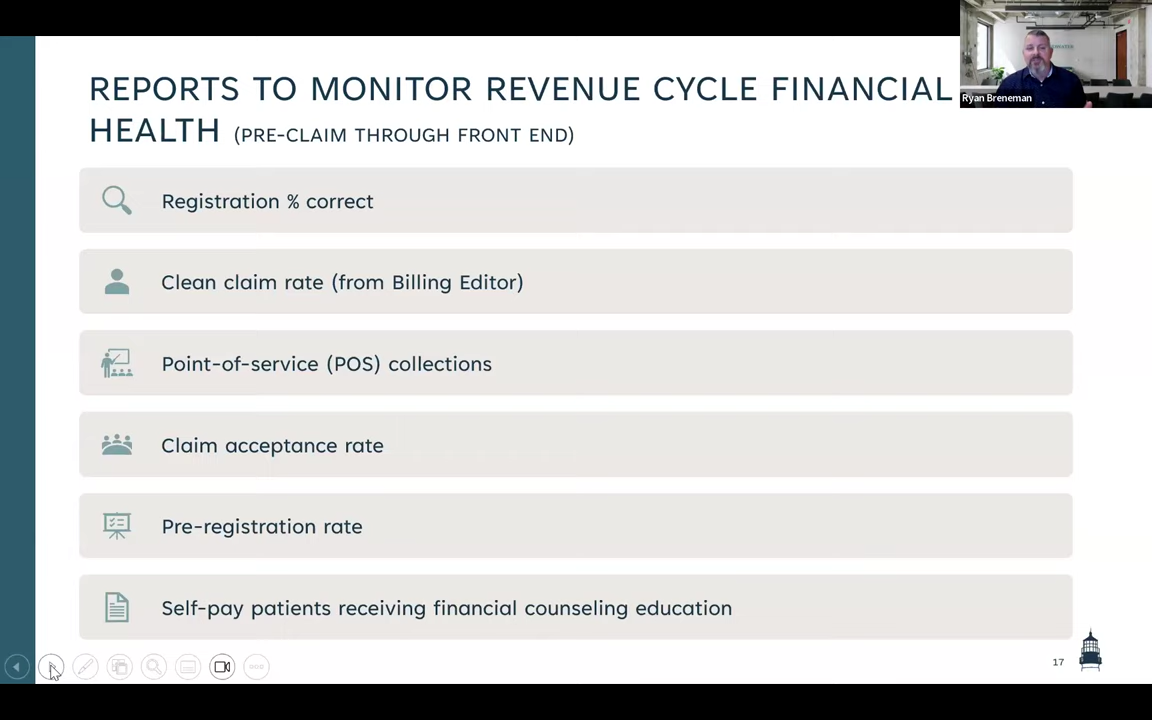 REPORTS TO MONITOR REVENUE CYCLE FINANCIAL
HEALTH (PRE-CLAIM THROUGH FRONT END)
Ryan Breneman
Registration % correct
Clean claim rate (from Billing Editor)
Point-of-service (POS) collections
Claim acceptance rate
Pre-registration rate
Self-pay patients receiving financial counseling education
17